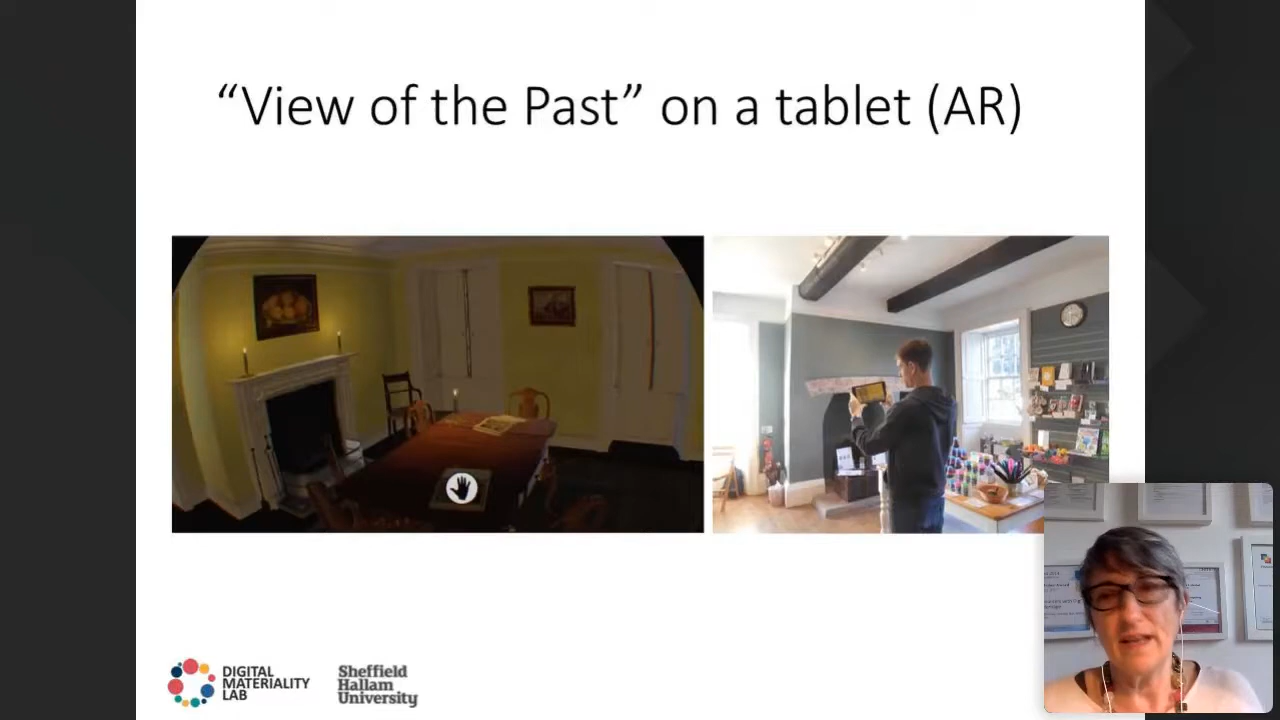 “View of the Past” on a tablet (AR)
DIGITAL
MATERIALITY
LAB
Sheffield
Hallam
University